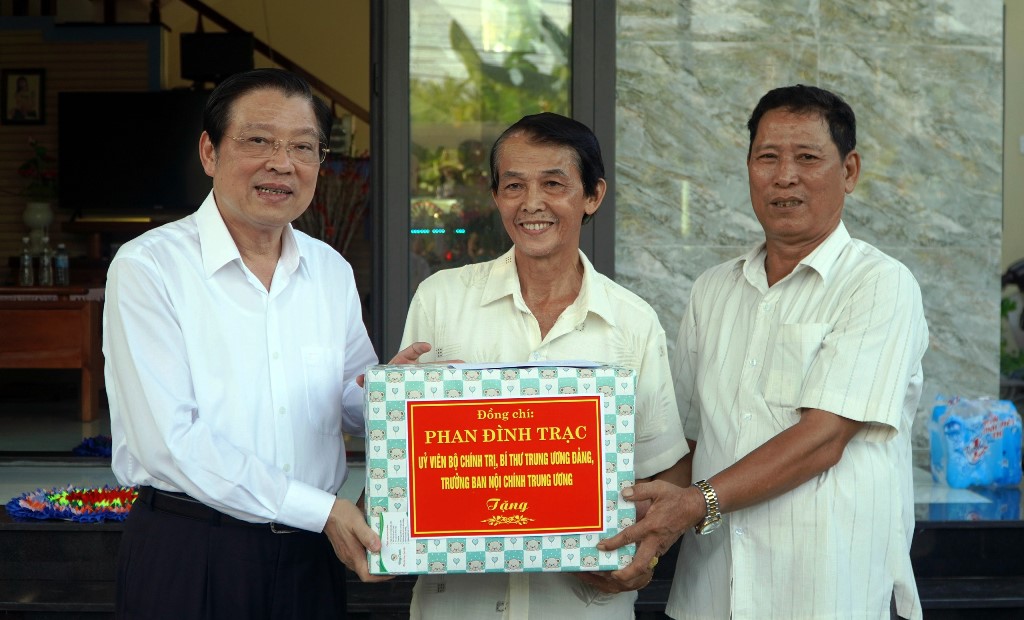 Đồng chí:
PHAN ĐÌNH TRẠC
UỶ VIÊN BỘ CHÍNH TRỊ, BÍ THƯ TRUNG ƯƠNG ĐẢNG,
TRƯỞNG BAN NỘI CHÍNH TRUNG ƯƠNG
Tặng